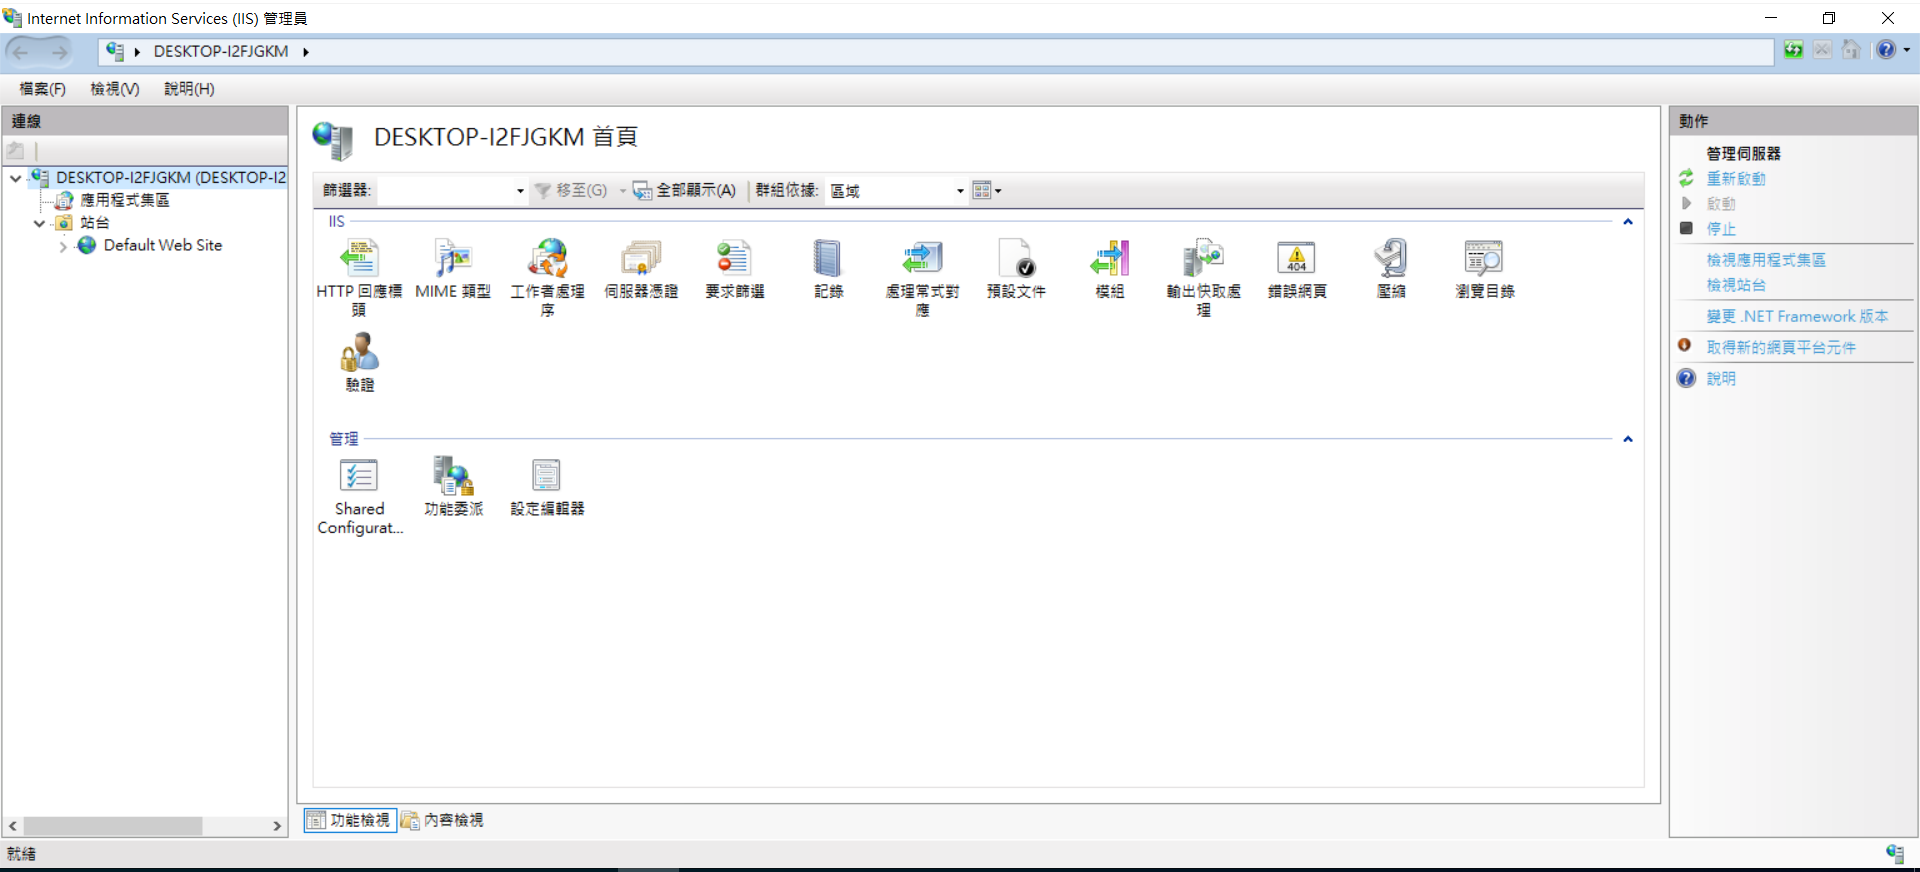 Internet Information Services (IIS) 管理員
DESKTOP-I2FJGKM
檔案(F) 檢視(V) 說明(H)
連線
DESKTOP-I2FJGKM (DESKTOP-I2
應用程式集區
站台
Default Web Site
DESKTOP-I2FJGKM 首頁
篩選器: 移至(G) 全部顯示(A) 群組依據: 區域
IIS
HTTP 回應標頭
MIME 類型
工作者處理序
伺服器憑證
要求篩選
記錄
處理常式對應
預設文件
模組
輸出快取處理
404
錯誤網頁
壓縮
瀏覽目錄
驗證
管理
Shared
Configurat...
功能委派
設定編輯器
功能檢視 內容檢視
動作
管理伺服器
重新啟動
啟動
停止
檢視應用程式集區
檢視站台
變更 .NET Framework 版本
取得新的網頁平台元件
說明
就緒